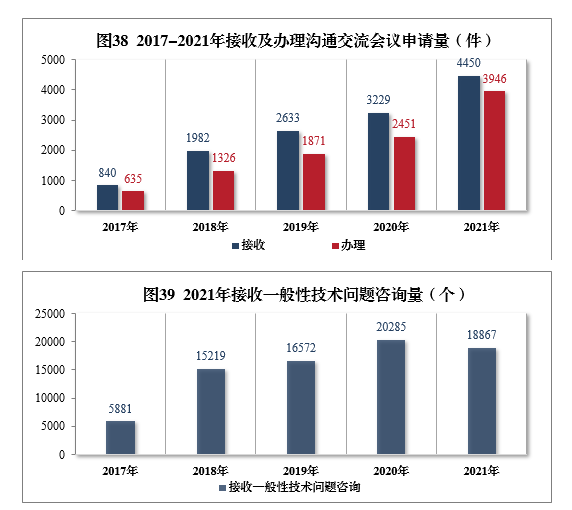 图38 2017-2021年接收及办理沟通交流会议申请量（件）
5000
4000
3000
2000
1000
0
840
635
1982
1326
2633
1871
3229
2451
4450
3946
2017年
2018年
2019年
2020年
2021年
接收
办理
图39 2021年接收一般性技术问题咨询量（个）
25000
20000
15000
10000
5000
0
5881
15219
16572
20285
18867
2017年
2018年
2019年
2020年
2021年
接收一般性技术问题咨询